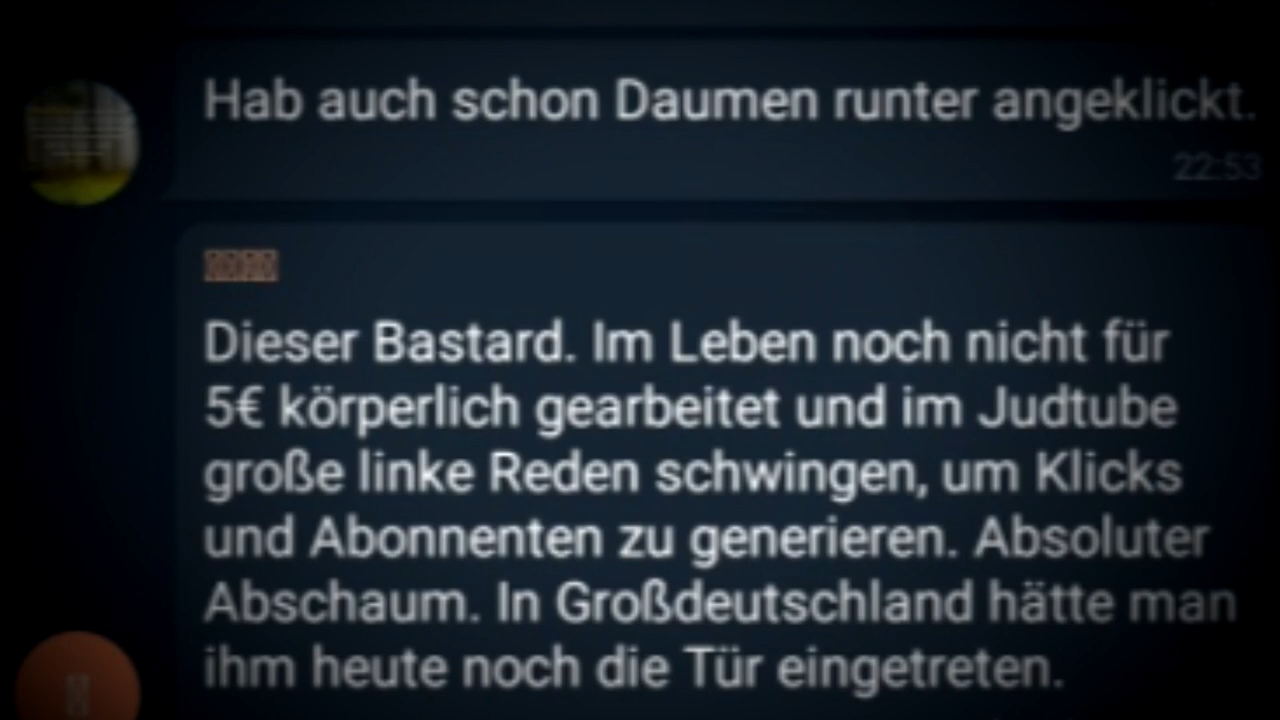 Hab auch schon Daumen runter angeklickt.
22:53
Dieser Bastard. Im Leben noch nicht für
5€ körperlich gearbeitet und im Judtube
große linke Reden schwingen, um Klicks
und Abonnenten zu generieren. Absoluter
Abschaum. In Großdeutschland hätte man
ihm heute noch die Tür eingetreten.